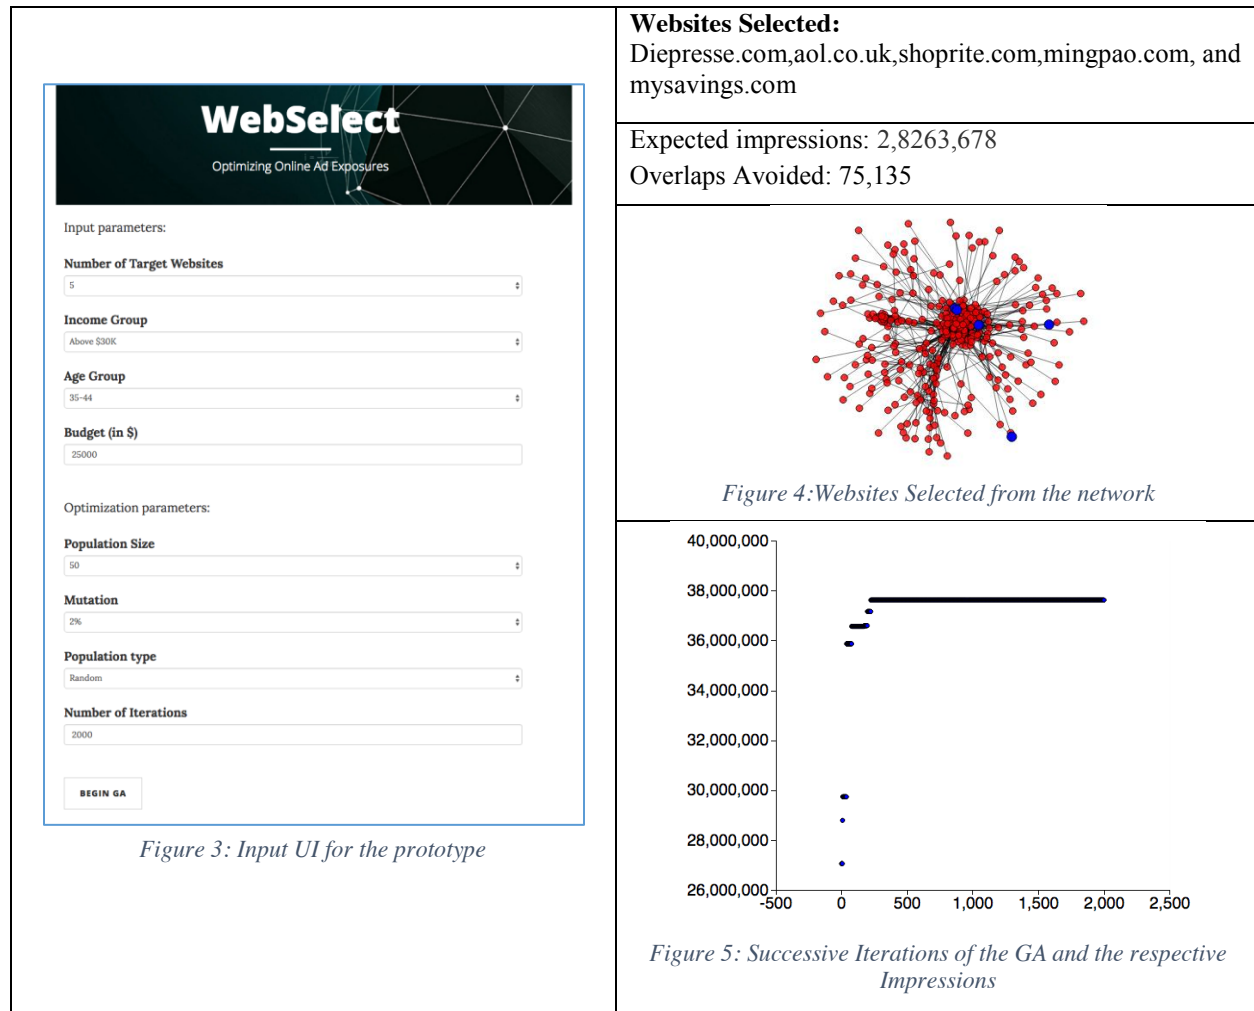 WebSelect
Optimizing Online Ad Exposures
Input parameters:
Number of Target Websites
5
Income Group
Above $30K
Age Group
35-44
Budget (in $)
25000
Optimization parameters:
Population Size
50
Mutation
2%
Population type
Random
Number of Iterations
2000
BEGIN GA
Figure 3: Input UI for the prototype
Websites Selected:
Diepresse.com,aol.co.uk,shoprite.com,mingpao.com, and
mysavings.com
Expected impressions: 2,8263,678
Overlaps Avoided: 75,135
Figure 4:Websites Selected from the network
40,000,000
38,000,000
36,000,000
34,000,000
32,000,000
30,000,000
28,000,000
26,000,000
-500 0 500 1,000 1,500 2,000 2,500
Figure 5: Successive Iterations of the GA and the respective
Impressions